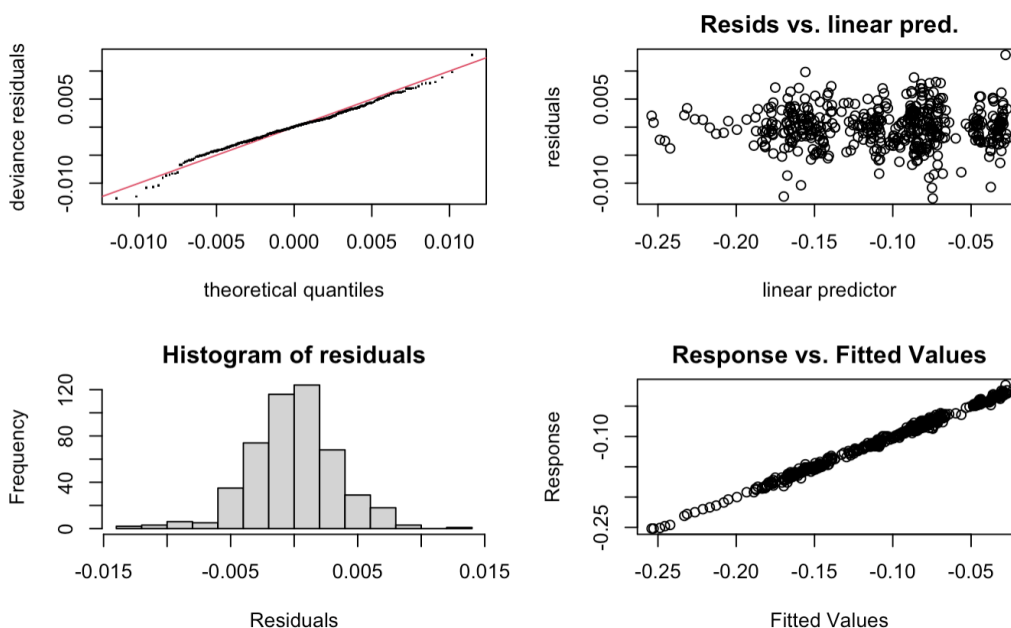 deviance residuals
0.005
-0.010
-0.010 -0.005 0.000 0.005 0.010
theoretical quantiles
Resids vs. linear pred.
residuals
0.005
-0.010
-0.25 -0.20 -0.15 -0.10 -0.05
linear predictor
Histogram of residuals
Frequency
120
80
40
0
-0.015 -0.005 0.005 0.015
Residuals
Response vs. Fitted Values
Response
-0.10
-0.25
-0.25 -0.20 -0.15 -0.10 -0.05
Fitted Values